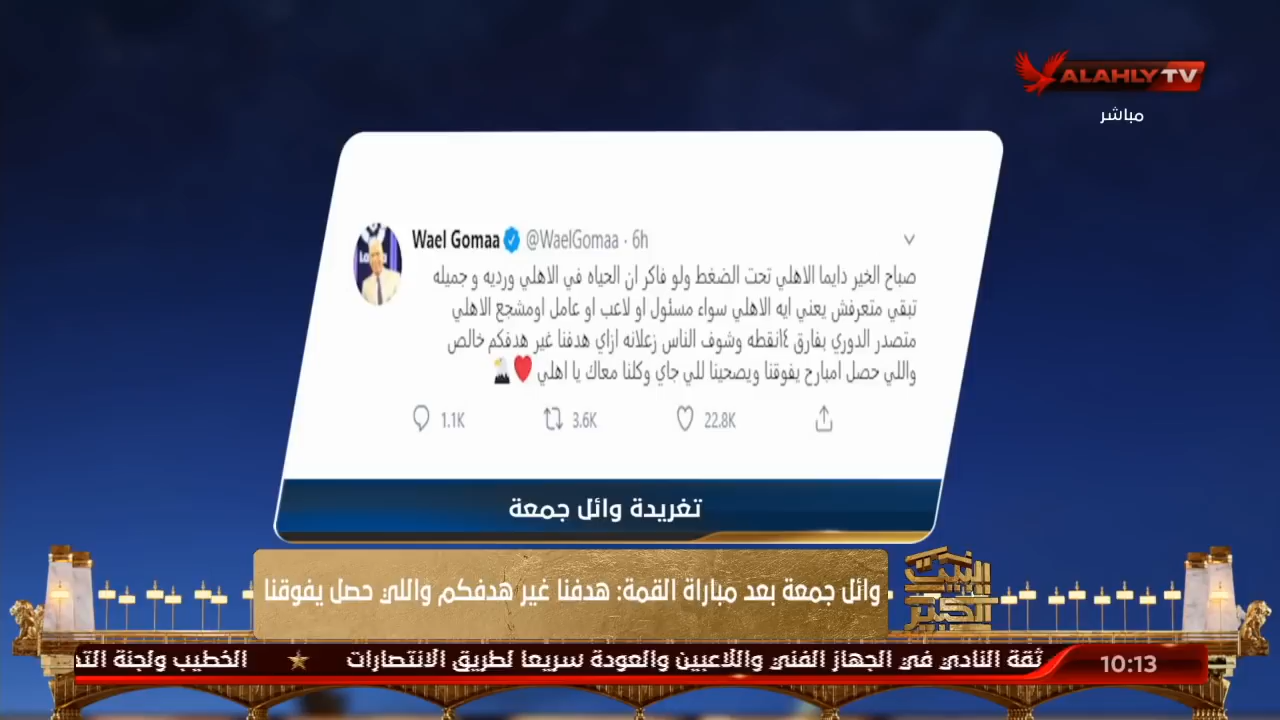 ALAHLY TV
مباشر
Wael Gomaa @WaelGomaa · 6h
صباح الخير دايما الاهلي تحت الضغط ولو فاكر ان الحياه في الاهلي ورديه و جميله
تبقي متعرفش يعني ايه الاهلي سواء مسئول او لاعب او عامل اومشجع الاهلي
متصدر الدوري بفارق ١٤نقطه وشوف الناس زعلانه ازاي هدفنا غير هدفكم خالص
واللي حصل امبارح يفوقنا ويصحينا للي جاي وكلنا معاك يا اهلي ❤️🦅
1.1K 3.6K 22.8K
تغريدة وائل جمعة
البيت
الكبير
وائل جمعة بعد مباراة القمة: هدفنا غير هدفكم واللي حصل يفوقنا
10:13
ثقة النادي في الجهاز الفني واللاعبين والعودة سريعا لطريق الانتصارات ★ الخطيب ولجنة